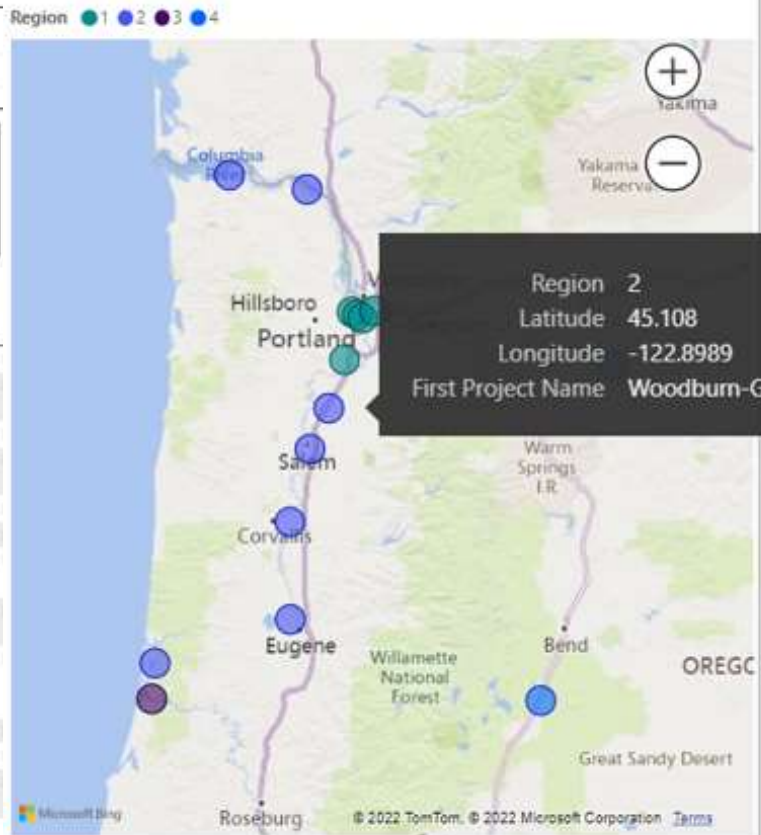 Region 1 2 3 4
Yakima
Columbia
Yakama
Hillsboro
Portland
Region 2
Latitude 45.108
Longitude -122.8989
First Project Name Woodburn-G
Warm
Springs
I.R.
Salem
Corvallis
Eugene
Bend
Willamette
National
Forest
OREGO
Great Sandy Desert
Microsoft Bing
Roseburg
© 2022 TomTom, © 2022 Microsoft Corporation Terms